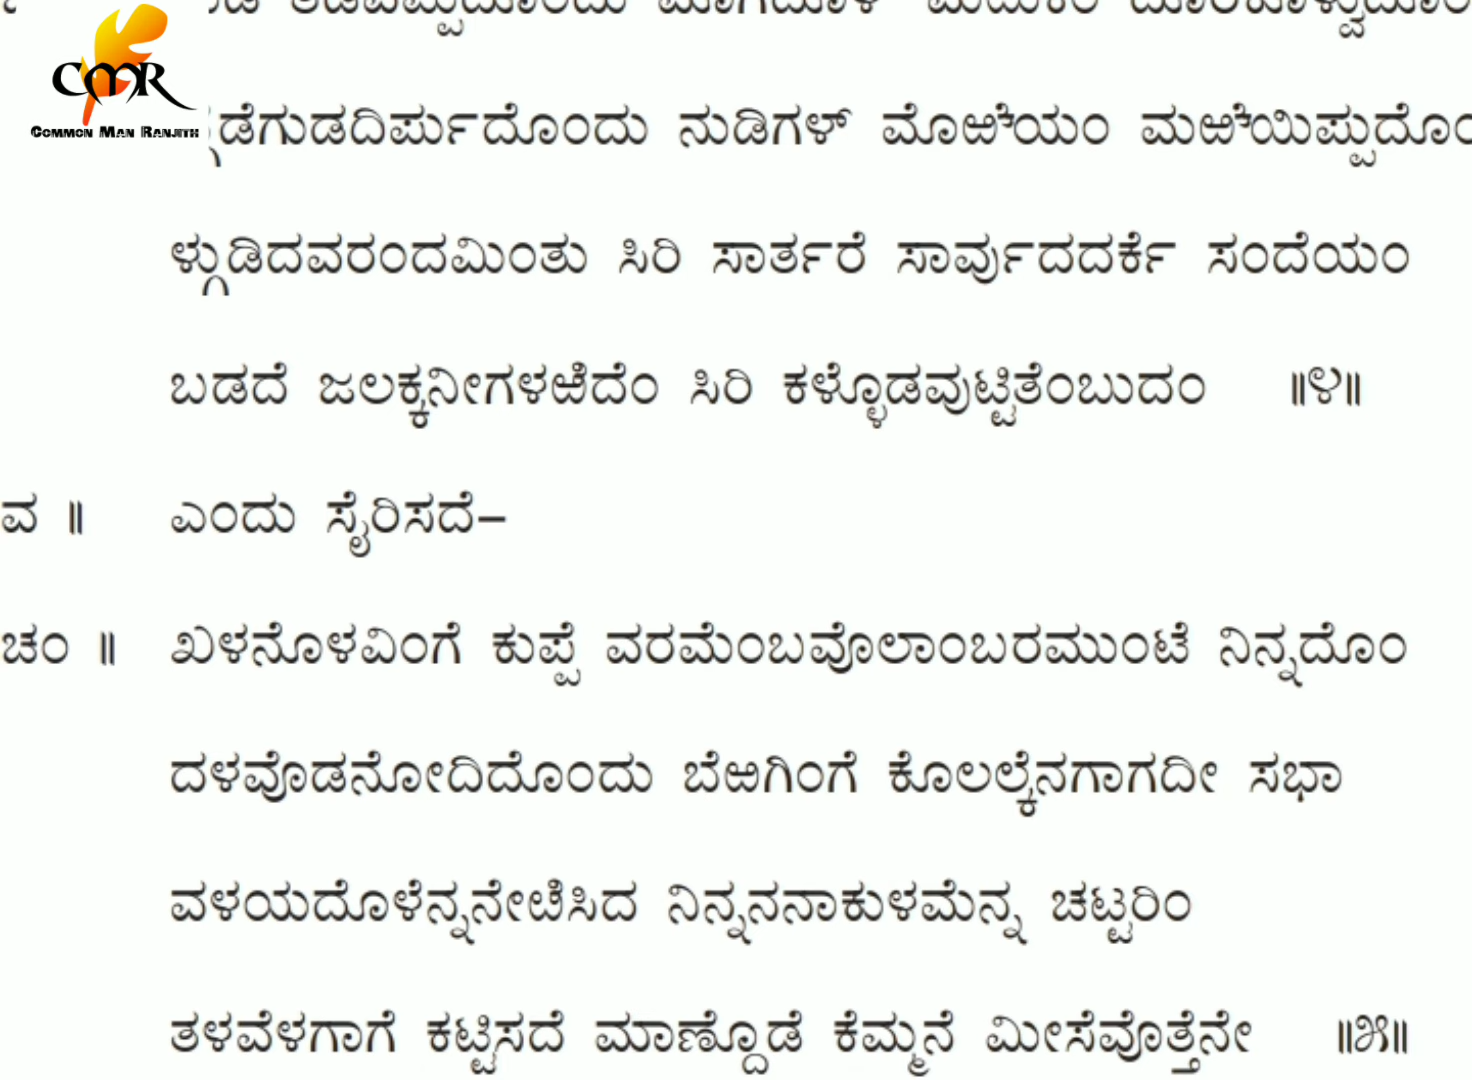 CMR
COMMON MAN RANJITH
ಡೆಗುಡದಿರ್ಪುದೊಂದು ನುಡಿಗಳ್ ಮೊಱೆಯಂ ಮಱೆಯಿಪ್ಪುದೊಂ
ಳ್ಗುಡಿದವರಂದಮಿಂತು ಸಿರಿ ಸಾರ್ತರೆ ಸಾರ್ವುದದರ್ಕೆ ಸಂದೆಯಂ
ಬಡದೆ ಜಲಕ್ಕನೀಗಳಱಿದೆಂ ಸಿರಿ ಕಳ್ಳೊಡವುಟ್ಟಿತೆಂಬುದಂ ॥೪॥
ವ ॥ ಎಂದು ಸೈರಿಸದೆ–
ಚಂ ॥ ಖಳನೊಳವಿಂಗೆ ಕುಪ್ಪೆ ವರಮೆಂಬವೊಲಾಂಬರಮುಂಟೆ ನಿನ್ನದೊಂ
ದಳವೊಡನೋದಿದೊಂದು ಬೆಱಗಿಂಗೆ ಕೊಲಲ್ಕೆನಗಾಗದೀ ಸಭಾ
ವಳಯದೊಳೆನ್ನನೇಱಿಸಿದ ನಿನ್ನನನಾಕುಳಮೆನ್ನ ಚಟ್ಟರಿಂ
ತಳವೆಳಗಾಗೆ ಕಟ್ಟಿಸದೆ ಮಾಣ್ದೊಡೆ ಕೆಮ್ಮನೆ ಮೀಸೆವೊತ್ತೆನೇ ॥೫॥